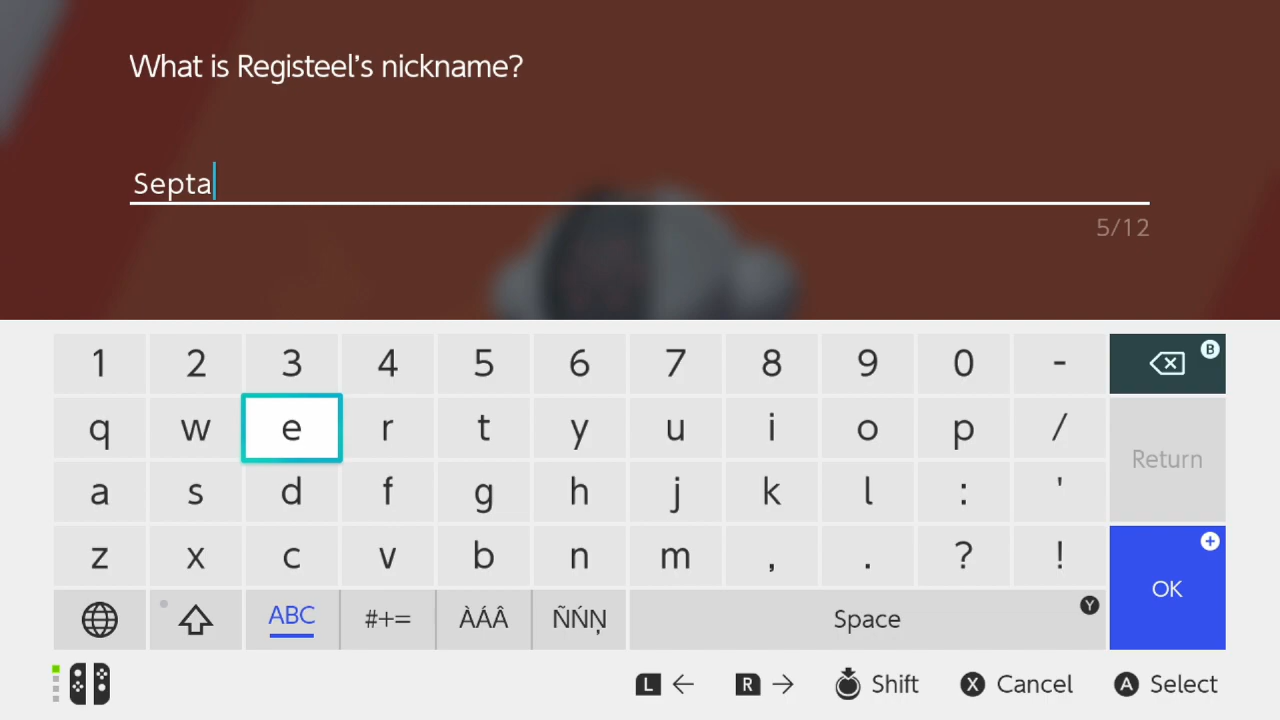 What is Registeel's nickname?
Septa
5/12
1 2 3 4 5 6 7 8 9 0 - B
q w e r t y u i o p / Return
a s d f g h j k l : '
z x c v b n m , . ? ! + OK
ABC #+= ÀÁÂ ÑŃŅ Space Y
L ← R → Shift X Cancel A Select